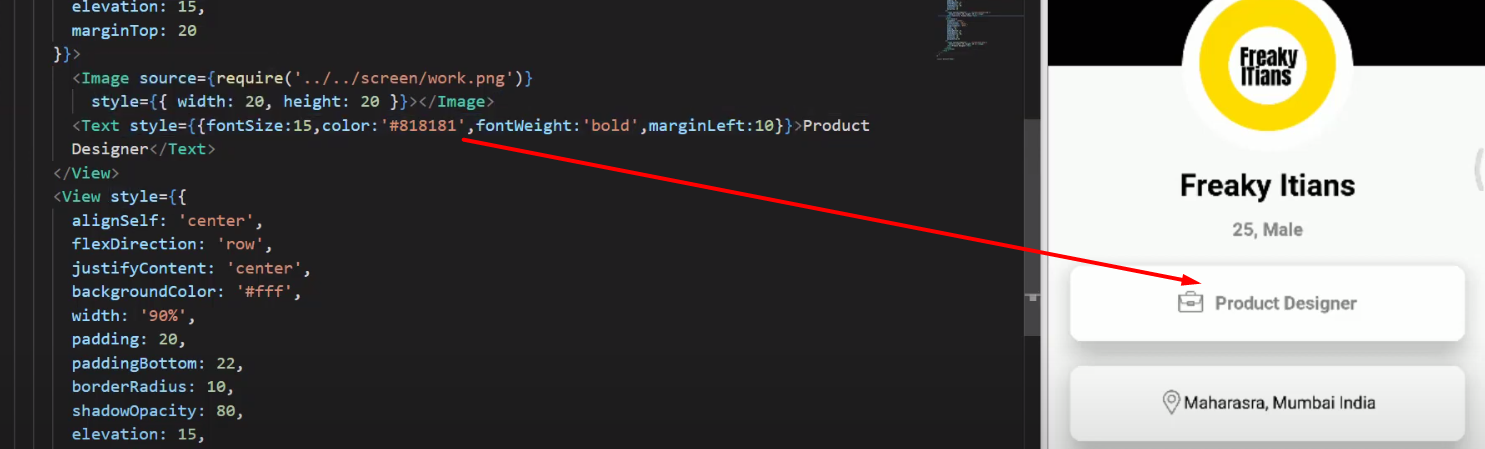 elevation: 15,
marginTop: 20
}}>
<Image source={require('../../screen/work.png')}
style={{ width: 20, height: 20 }}></Image>
<Text style={{fontSize:15,color:'#818181',fontWeight:'bold',marginLeft:10}}>Product
Designer</Text>
</View>
<View style={{
alignSelf: 'center',
flexDirection: 'row',
justifyContent: 'center',
backgroundColor: '#fff',
width: '90%',
padding: 20,
paddingBottom: 22,
borderRadius: 10,
shadowOpacity: 80,
elevation: 15,
Freaky
ITians
Freaky Itians
25, Male
Product Designer
Maharasra, Mumbai India